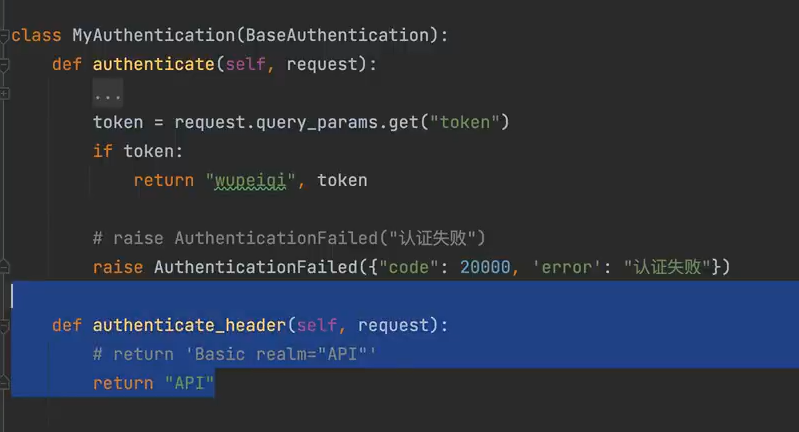 class MyAuthentication(BaseAuthentication):
    def authenticate(self, request):
        ...
        token = request.query_params.get("token")
        if token:
            return "wupeiqi", token
        # raise AuthenticationFailed("认证失败")
        raise AuthenticationFailed({"code": 20000, 'error': "认证失败"})
    def authenticate_header(self, request):
        # return 'Basic realm="API"'
        return "API"